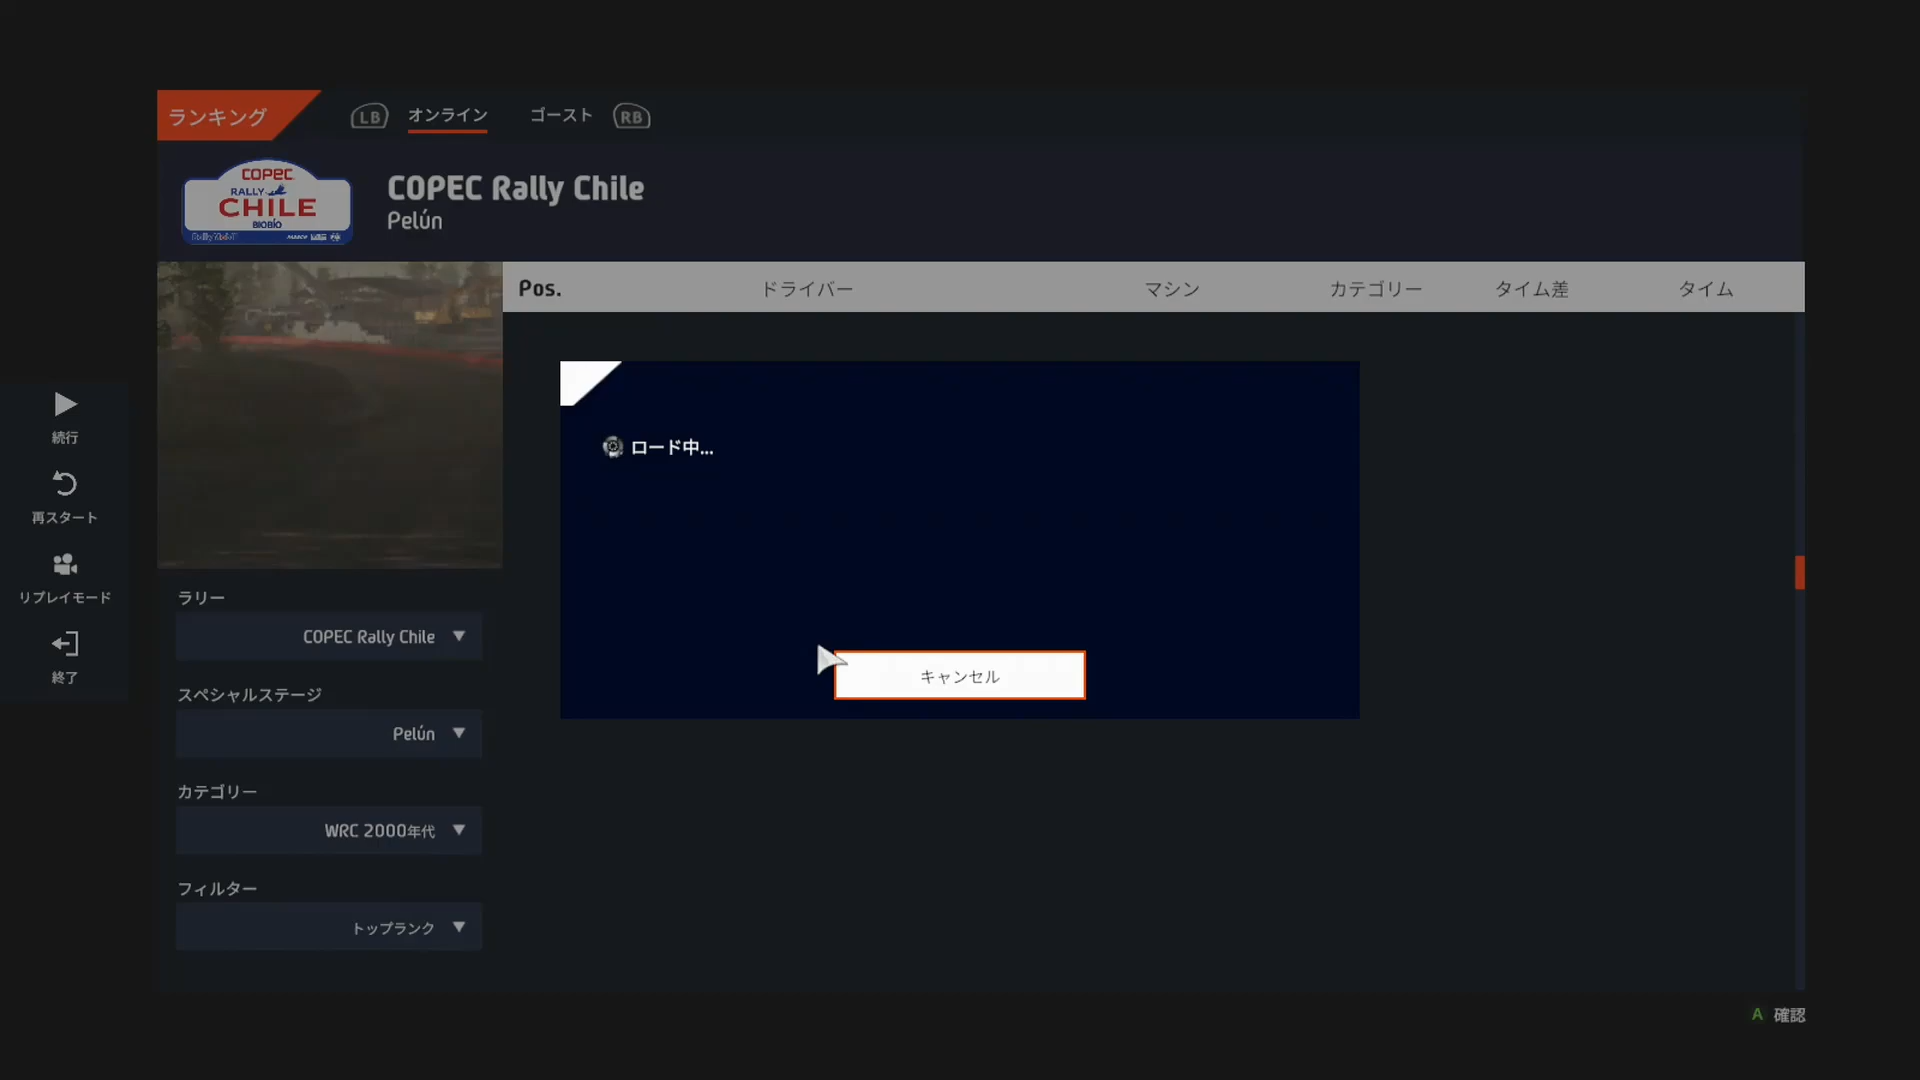 ランキング
LB
オンライン
ゴースト
RB
COPEC
RALLY
CHILE
BIOBÍO
COPEC Rally Chile
Pelún
Pos.
ドライバー
マシン
カテゴリー
タイム差
タイム
続行
再スタート
リプレイモード
終了
ロード中...
キャンセル
ラリー
COPEC Rally Chile
スペシャルステージ
Pelún
カテゴリー
WRC 2000年代
フィルター
トップランク
A 確認